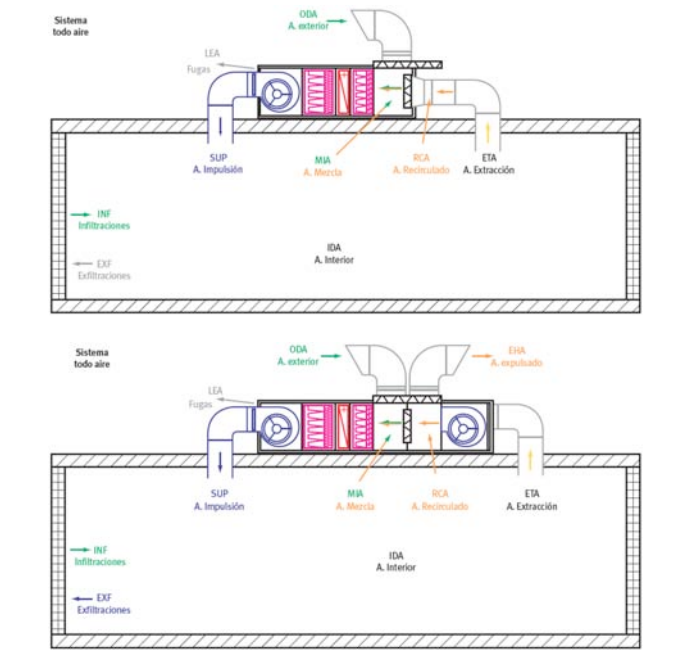 Sistema
todo aire
ODA
A. exterior
LEA
Fugas
SUP
A. Impulsión
MIA
A. Mezcla
RCA
A. Recirculado
ETA
A. Extracción
INF
Infiltraciones
IDA
A. Interior
EXF
Exfiltraciones
Sistema
todo aire
ODA
A. exterior
EHA
A. expulsado
LEA
Fugas
SUP
A. Impulsión
MIA
A. Mezcla
RCA
A. Recirculado
ETA
A. Extracción
INF
Infiltraciones
IDA
A. Interior
EXF
Exfiltraciones